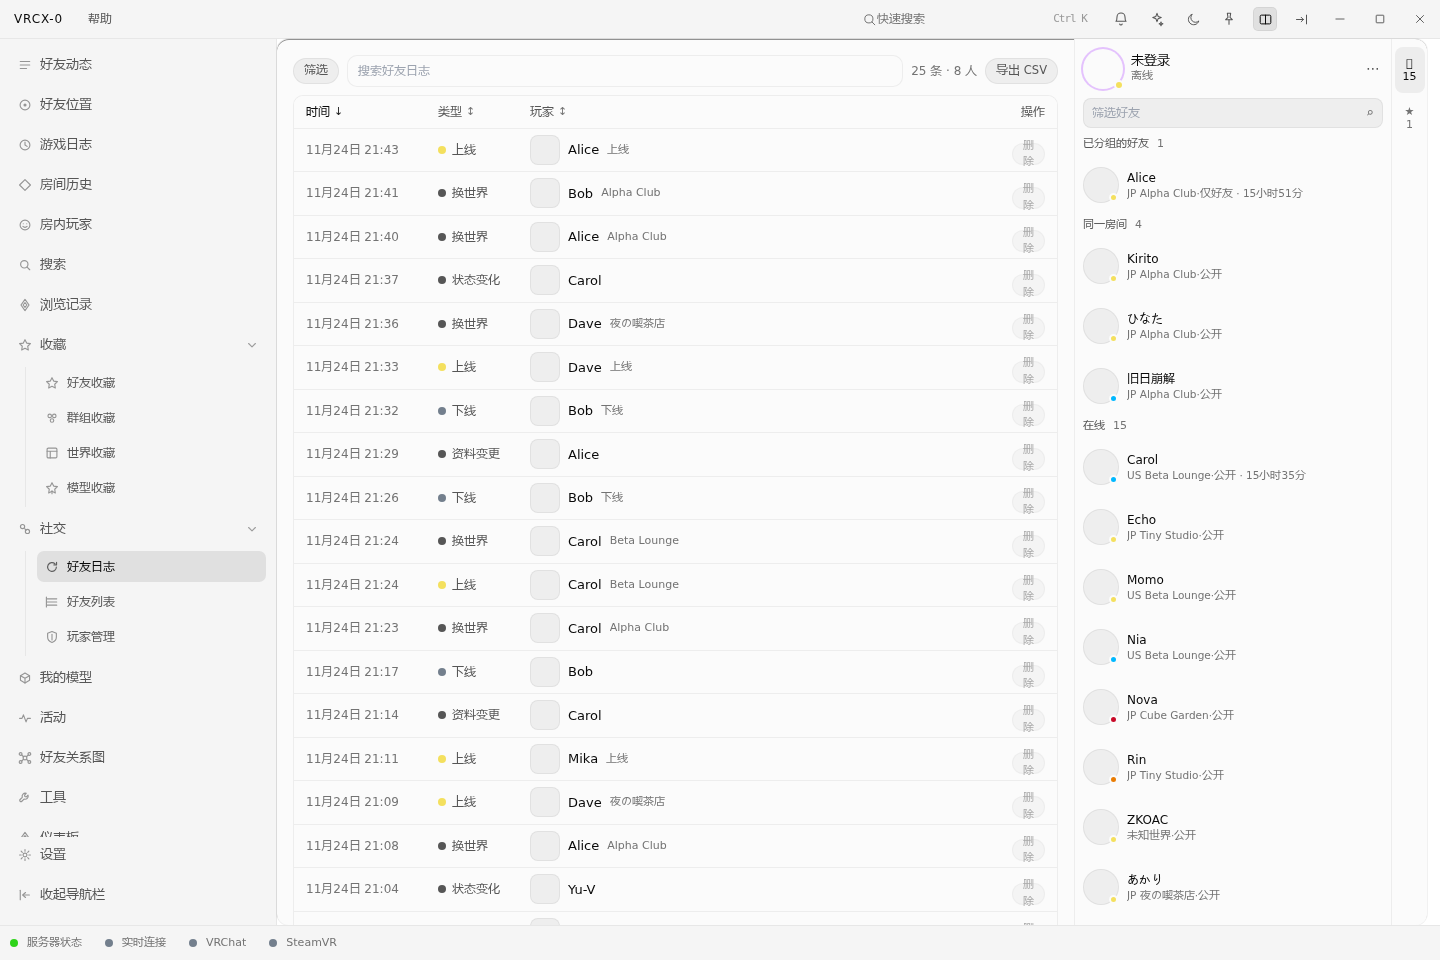 VRCX-0 帮助 快速搜索 Ctrl K
好友动态
好友位置
游戏日志
房间历史
房内玩家
搜索
浏览记录
收藏
好友收藏
群组收藏
世界收藏
模型收藏
社交
好友日志
好友列表
玩家管理
我的模型
活动
好友关系图
工具
仪表板
设置
收起导航栏
筛选 搜索好友日志 25 条 · 8 人 导出 CSV
时间 ↓ 类型 ↕ 玩家 ↕ 操作
11月24日 21:43 上线 Alice 上线 删除
11月24日 21:41 换世界 Bob Alpha Club 删除
11月24日 21:40 换世界 Alice Alpha Club 删除
11月24日 21:37 状态变化 Carol 删除
11月24日 21:36 换世界 Dave 夜の喫茶店 删除
11月24日 21:33 上线 Dave 上线 删除
11月24日 21:32 下线 Bob 下线 删除
11月24日 21:29 资料变更 Alice 删除
11月24日 21:26 下线 Bob 下线 删除
11月24日 21:24 换世界 Carol Beta Lounge 删除
11月24日 21:24 上线 Carol Beta Lounge 删除
11月24日 21:23 换世界 Carol Alpha Club 删除
11月24日 21:17 下线 Bob 删除
11月24日 21:14 资料变更 Carol 删除
11月24日 21:11 上线 Mika 上线 删除
11月24日 21:09 上线 Dave 夜の喫茶店 删除
11月24日 21:08 换世界 Alice Alpha Club 删除
11月24日 21:04 状态变化 Yu-V 删除
未登录
离线
筛选好友
已分组的好友 1
Alice
JP Alpha Club·仅好友 · 15小时51分
同一房间 4
Kirito
JP Alpha Club·公开
ひなた
JP Alpha Club·公开
旧日崩解
JP Alpha Club·公开
在线 15
Carol
US Beta Lounge·公开 · 15小时35分
Echo
JP Tiny Studio·公开
Momo
US Beta Lounge·公开
Nia
US Beta Lounge·公开
Nova
JP Cube Garden·公开
Rin
JP Tiny Studio·公开
ZKOAC
未知世界·公开
あかり
JP 夜の喫茶店·公开
15
★
1
服务器状态 实时连接 VRChat SteamVR